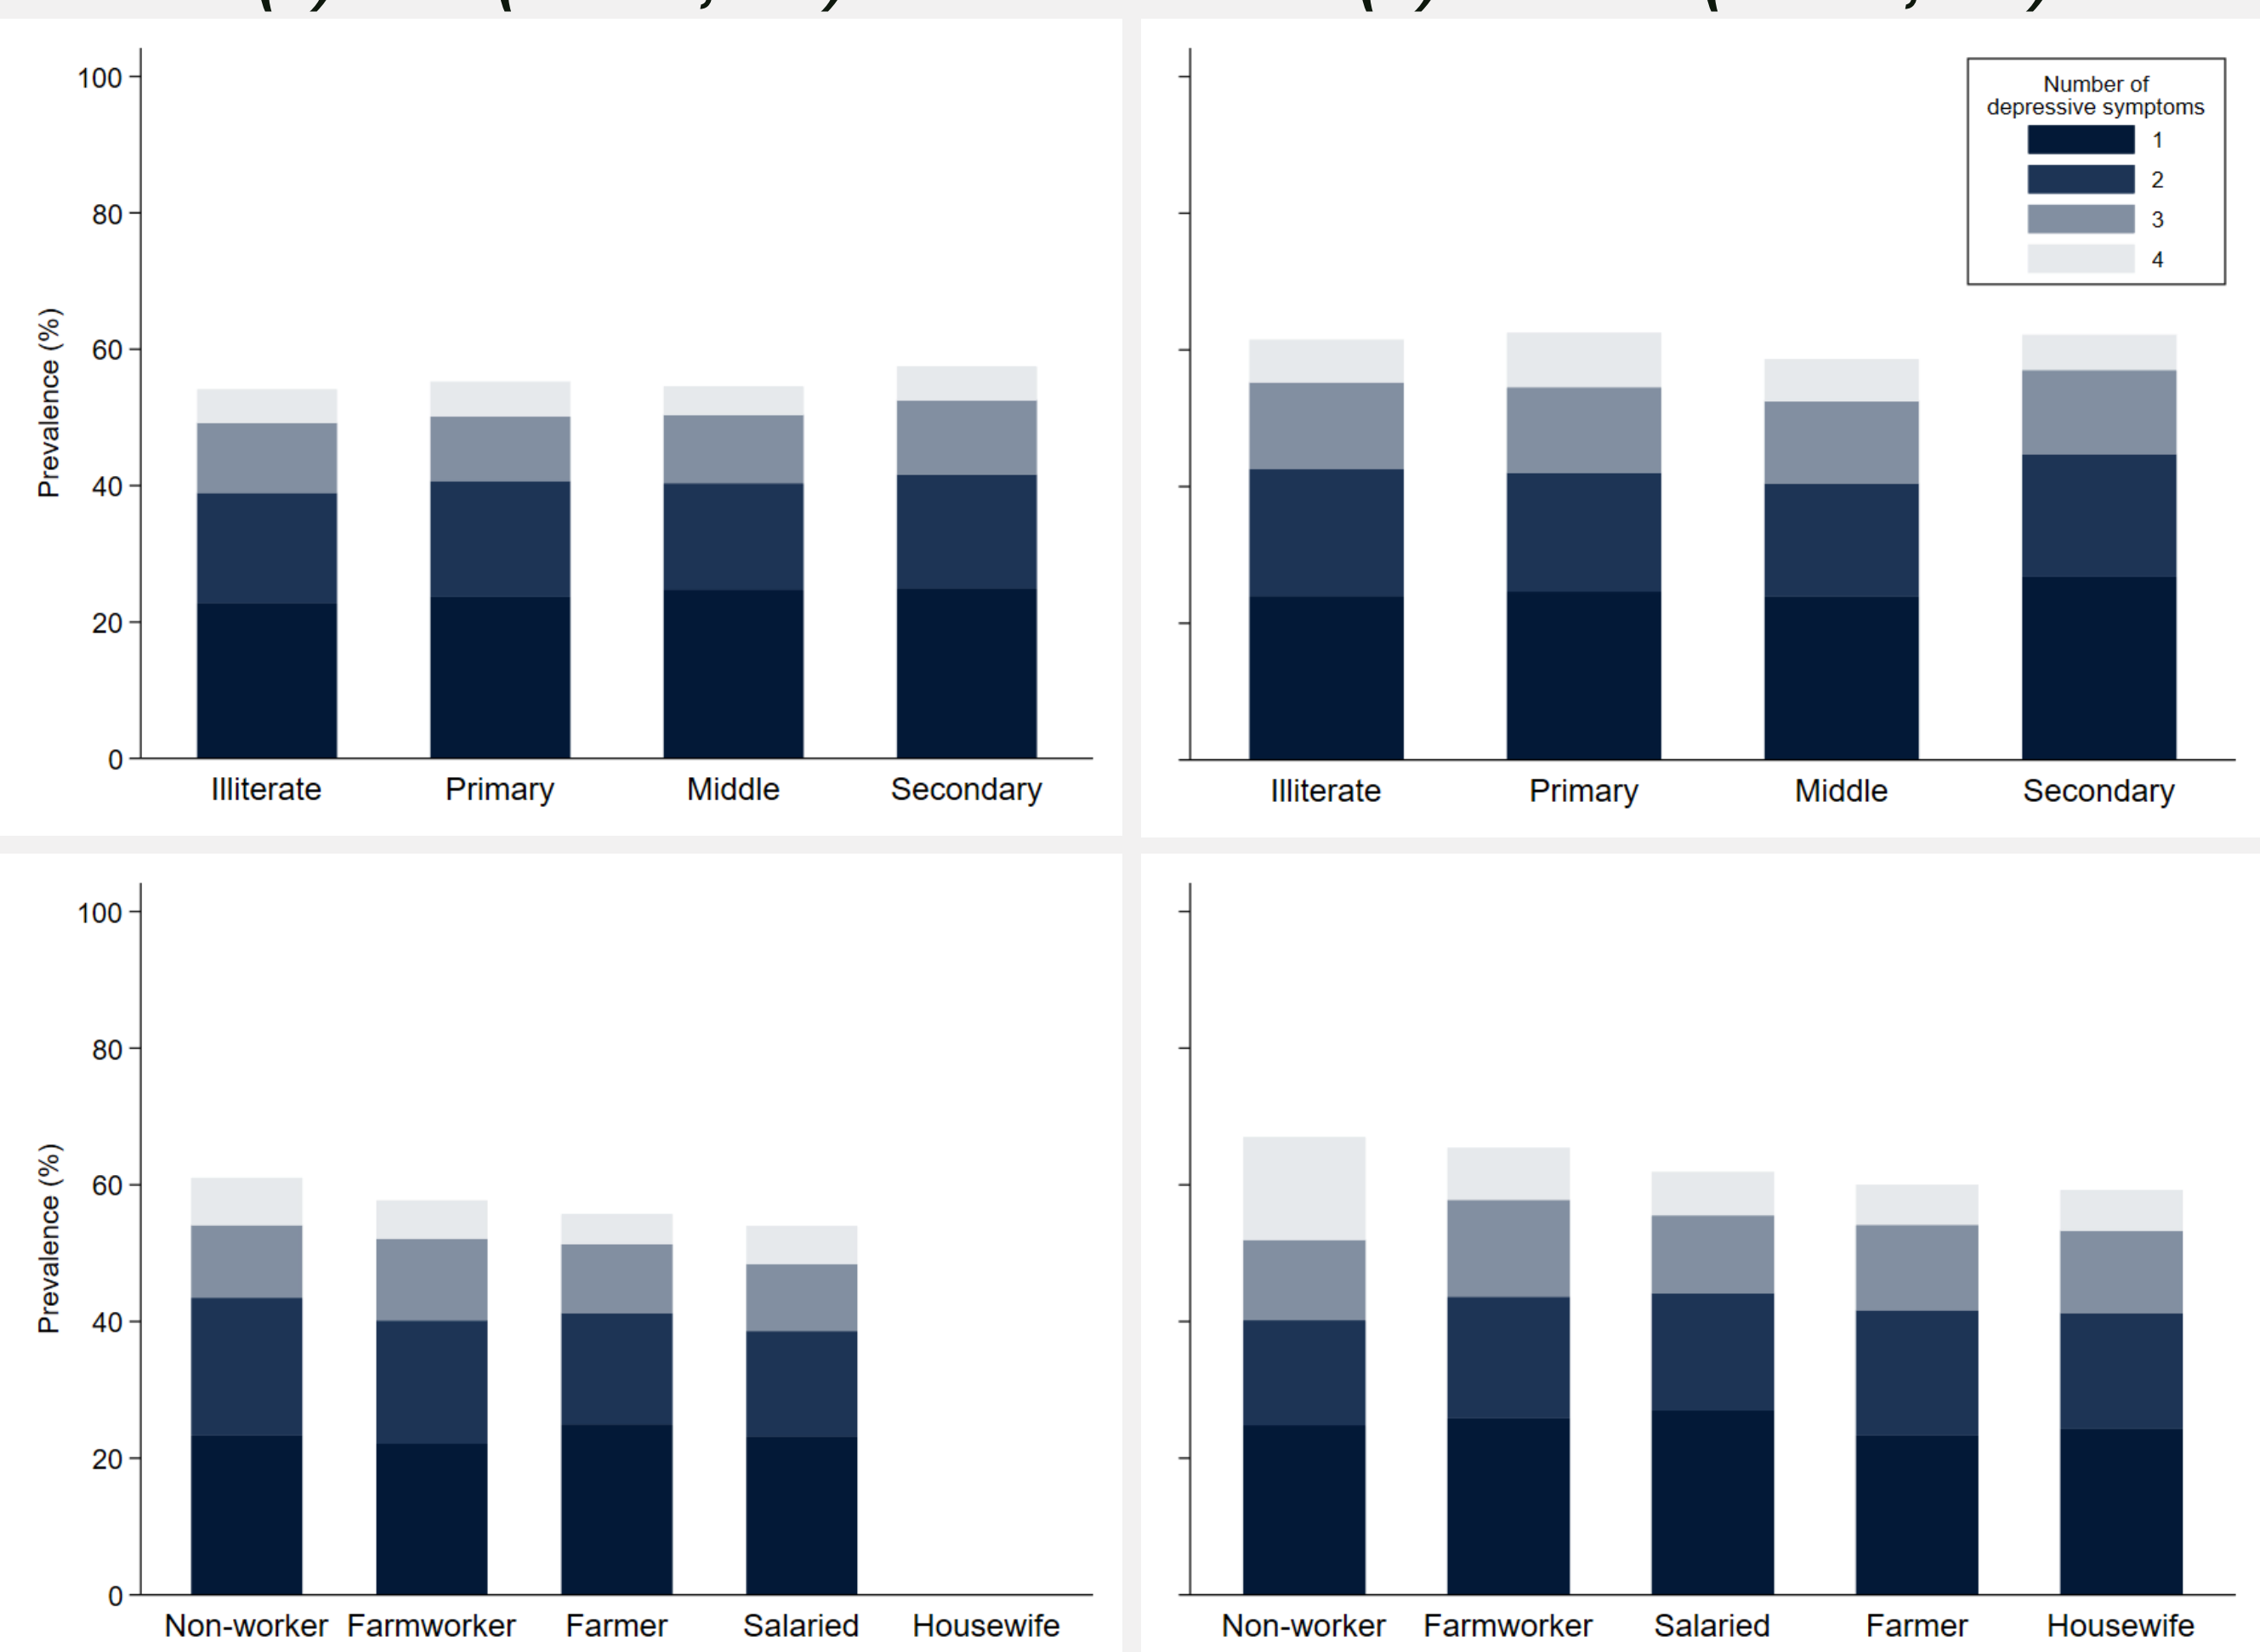 100
80
60
40
20
0
Prevalence (%)
Illiterate Primary Middle Secondary
Number of
depressive symptoms
1
2
3
4
Illiterate Primary Middle Secondary
100
80
60
40
20
0
Prevalence (%)
Non-worker Farmworker Farmer Salaried Housewife
Non-worker Farmworker Salaried Farmer Housewife